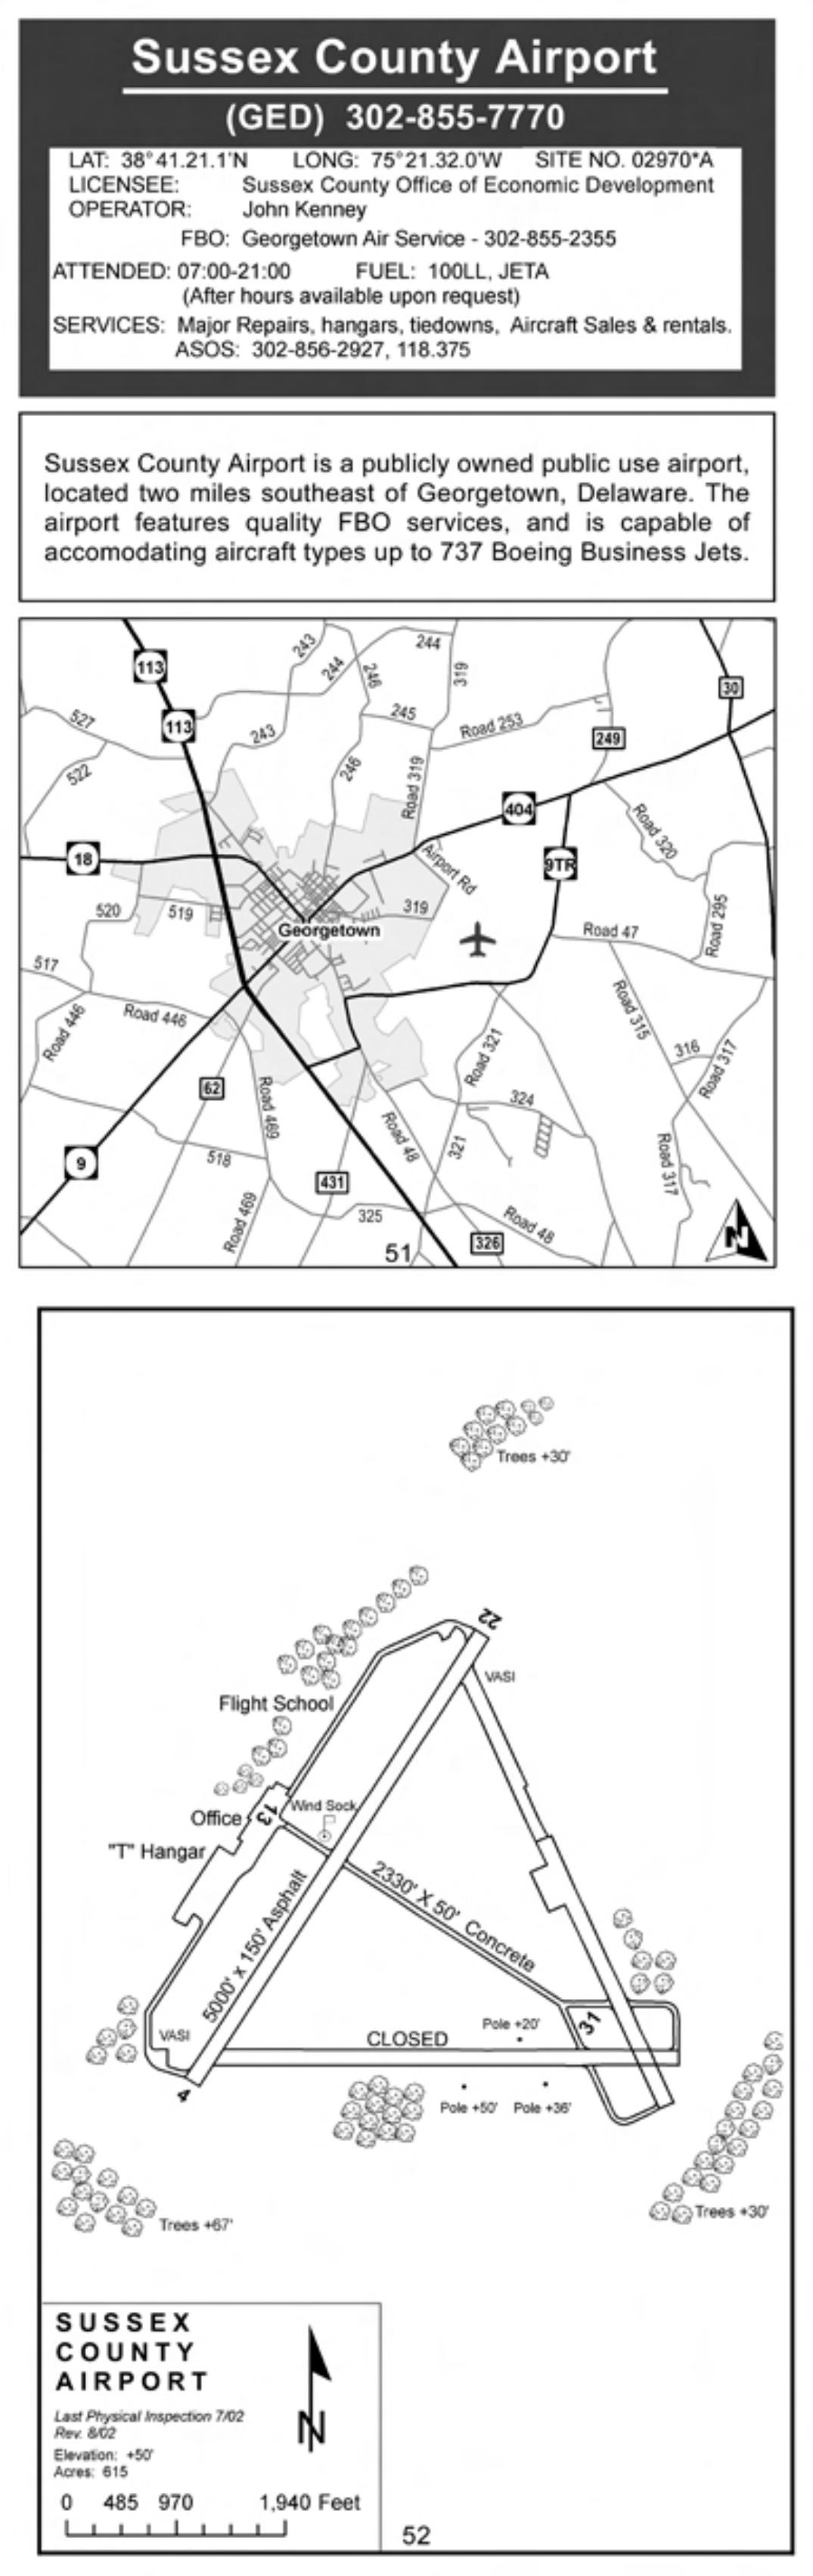 Sussex County Airport
(GED) 302-855-7770
LAT: 38°41.21.1'N LONG: 75°21.32.0'W SITE NO. 02970*A
LICENSEE: Sussex County Office of Economic Development
OPERATOR: John Kenney
FBO: Georgetown Air Service - 302-855-2355
ATTENDED: 07:00-21:00 FUEL: 100LL, JETA
(After hours available upon request)
SERVICES: Major Repairs, hangars, tiedowns, Aircraft Sales & rentals.
ASOS: 302-856-2927, 118.375
Sussex County Airport is a publicly owned public use airport,
located two miles southeast of Georgetown, Delaware. The
airport features quality FBO services, and is capable of
accomodating aircraft types up to 737 Boeing Business Jets.
113
243
244
246
244
319
30
527
113
243
245
Road 253
249
522
246
Road 319
404
Road 320
18
Airport Rd
9TR
520
519
319
Road 295
Georgetown
Road 47
517
Road 446
Road 446
Road 315
316
Road 317
Road 321
62
Road 469
324
Road 48
321
9
518
431
Road 317
Road 469
325
Road 48
326
N
51
Trees +30'
22
VASI
Flight School
Wind Sock
13
Office
"T" Hangar
2330' X 50' Concrete
5000' x 150' Asphalt
31
Pole +20'
VASI
CLOSED
4
Pole +50'
Pole +36'
Trees +67'
Trees +30'
SUSSEX
COUNTY
AIRPORT
Last Physical Inspection 7/02
Rev. 8/02
Elevation: +50'
Acres: 615
N
0 485 970 1,940 Feet
52